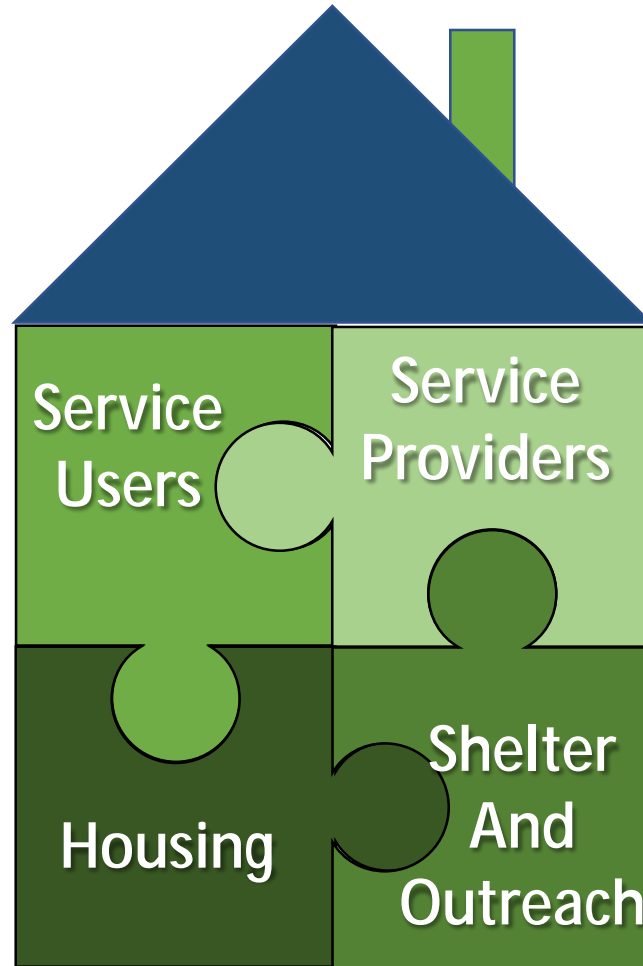 Service
Users
Service
Providers
Housing
Shelter
And
Outreach